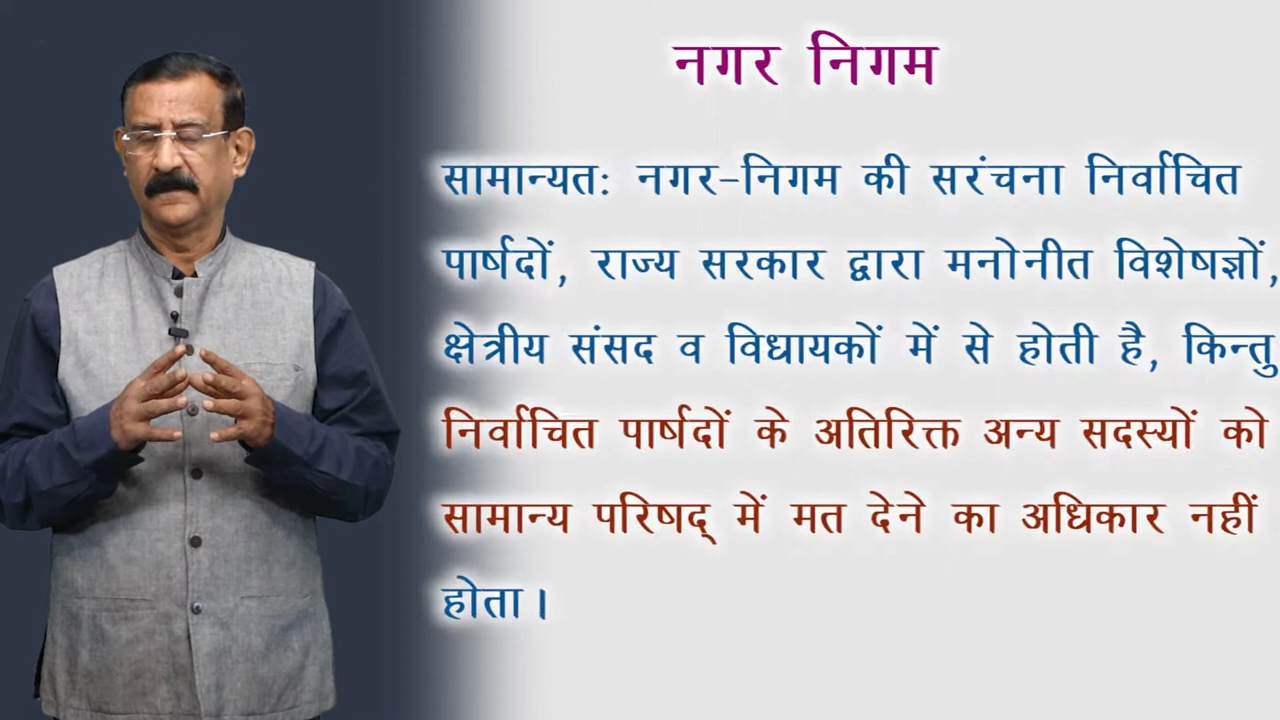 नगर निगम
सामान्यत: नगर-निगम की सरंचना निर्वाचित
पार्षदों, राज्य सरकार द्वारा मनोनीत विशेषज्ञों,
क्षेत्रीय संसद व विधायकों में से होती है, किन्तु
निर्वाचित पार्षदों के अतिरिक्त अन्य सदस्यों को
सामान्य परिषद् में मत देने का अधिकार नहीं
होता।